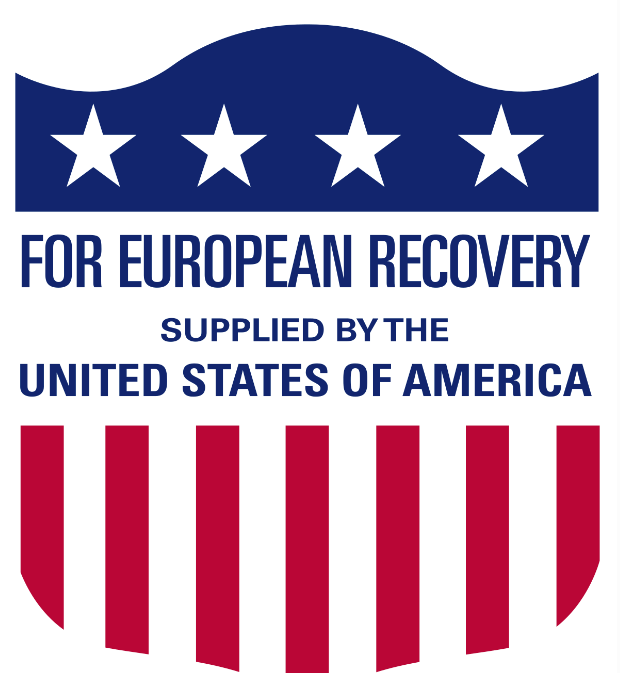 FOR EUROPEAN RECOVERY
SUPPLIED BY THE
UNITED STATES OF AMERICA